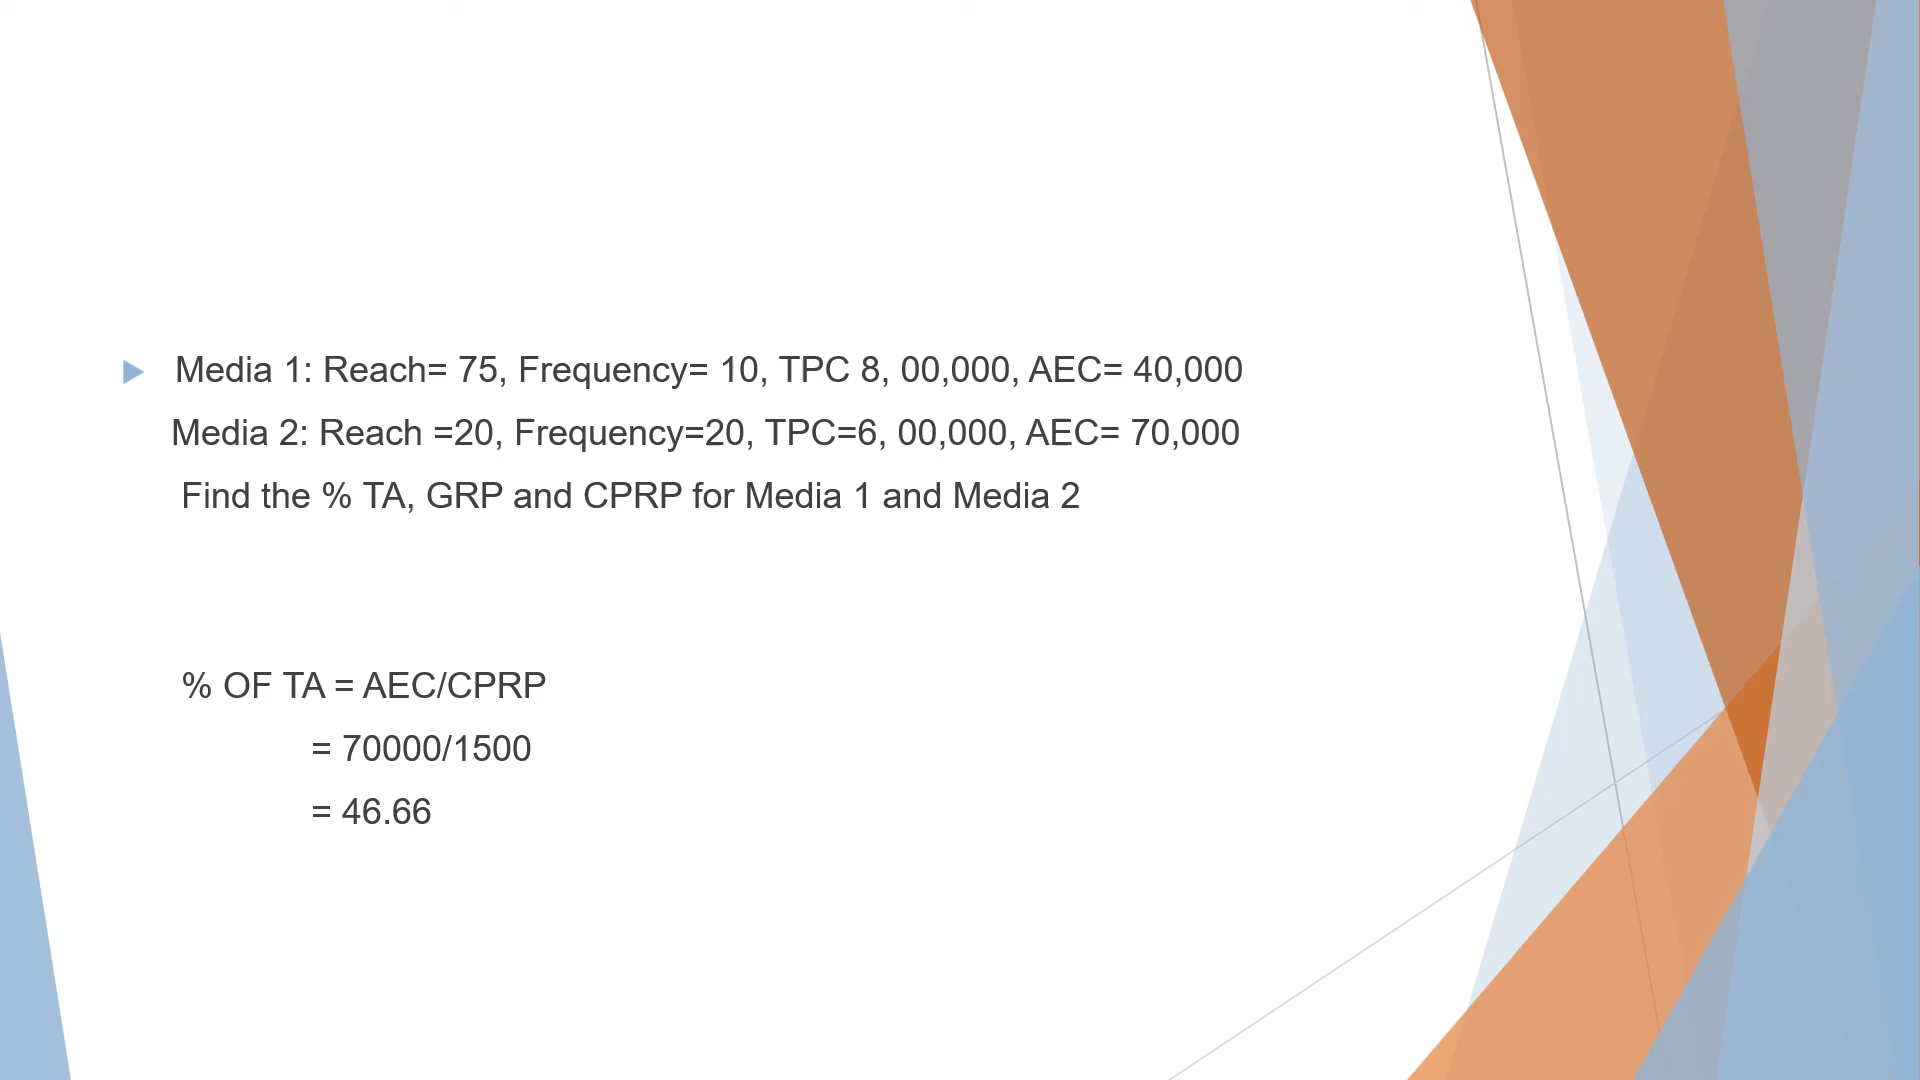 Media 1: Reach= 75, Frequency= 10, TPC 8, 00,000, AEC= 40,000
Media 2: Reach =20, Frequency=20, TPC=6, 00,000, AEC= 70,000
Find the % TA, GRP and CPRP for Media 1 and Media 2
% OF TA = AEC/CPRP
= 70000/1500
= 46.66